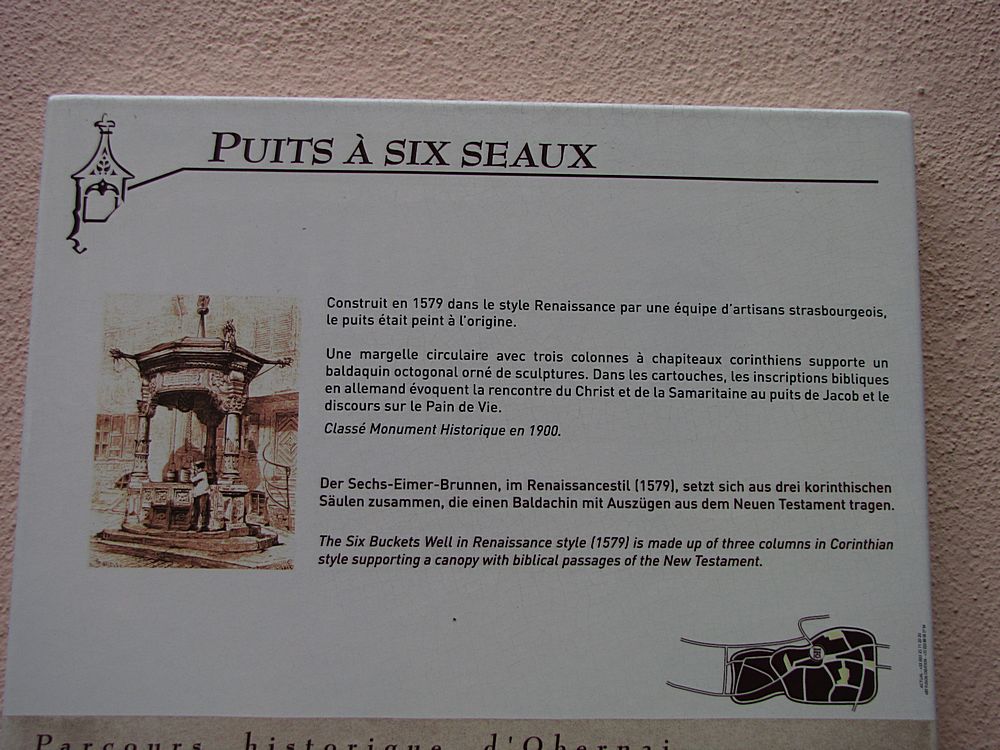 PUITS À SIX SEAUX
Construit en 1579 dans le style Renaissance par une équipe d'artisans strasbourgeois,
le puits était peint à l'origine.
Une margelle circulaire avec trois colonnes à chapiteaux corinthiens supporte un
baldaquin octogonal orné de sculptures. Dans les cartouches, les inscriptions bibliques
en allemand évoquent la rencontre du Christ et de la Samaritaine au puits de Jacob et le
discours sur le Pain de Vie.
Classé Monument Historique en 1900.
Der Sechs-Eimer-Brunnen, im Renaissancestil (1579), setzt sich aus drei korinthischen
Säulen zusammen, die einen Baldachin mit Auszügen aus dem Neuen Testament tragen.
The Six Buckets Well in Renaissance style (1579) is made up of three columns in Corinthian
style supporting a canopy with biblical passages of the New Testament.
Parcours historique d'Obernai